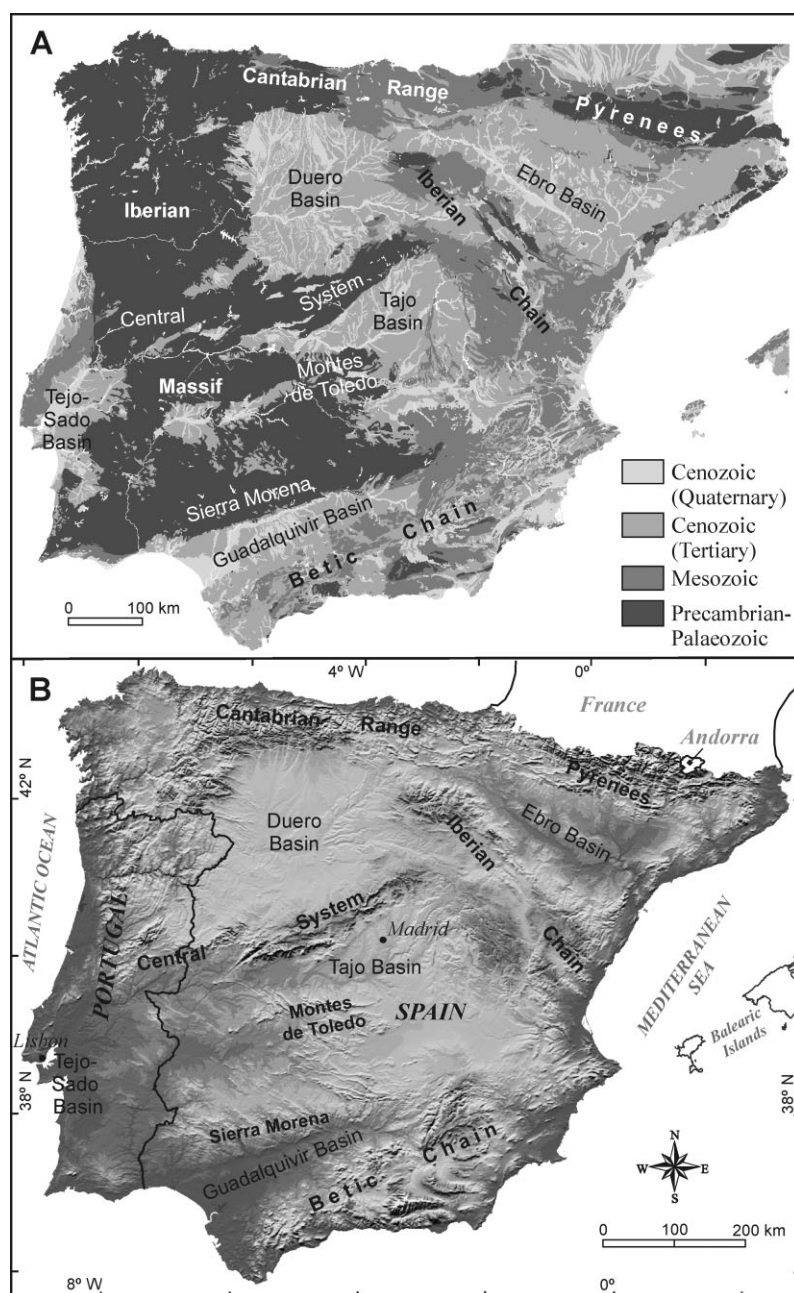 A
Cantabrian Range
Pyrenees
Duero
Basin
Ebro Basin
Iberian
Iberian
Chain
System
Central
Tajo
Basin
Massif
Montes
de Toledo
Tejo-
Sado
Basin
Sierra Morena
Guadalquivir Basin
Betic Chain
Cenozoic
(Quaternary)
Cenozoic
(Tertiary)
Mesozoic
Precambrian-
Palaeozoic
0 100 km
B
4º W 0º
France
Andorra
Cantabrian Range
Pyrenees
42º N
Duero
Basin
Ebro Basin
Iberian
Chain
ATLANTIC OCEAN
PORTUGAL
System
Madrid
Central
Tajo Basin
MEDITERRANEAN
SEA
Montes
de Toledo
SPAIN
Balearic
Islands
Lisbon
Tejo-
Sado
Basin
38º N
38º N
Sierra Morena
Guadalquivir Basin
Betic Chain
N
W E
S
0 100 200 km
8º W 0º